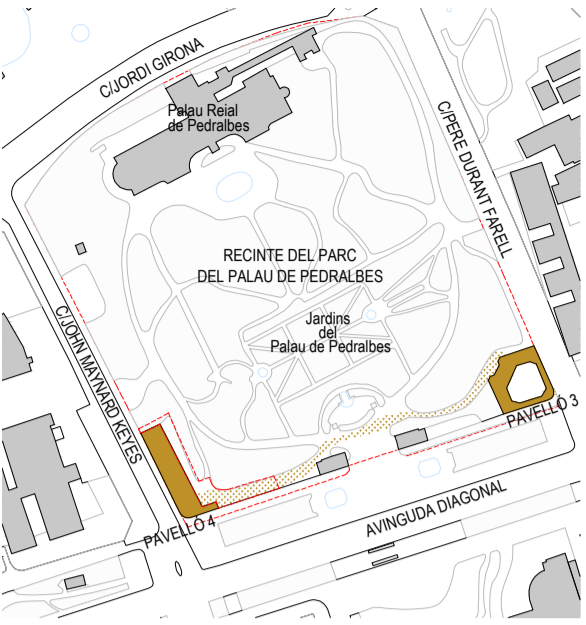 C/JORDI GIRONA
Palau Reial
de Pedralbes
C/PERE DURANT FARELL
RECINTE DEL PARC
DEL PALAU DE PEDRALBES
Jardins
del
Palau de Pedralbes
C/JOHN MAYNARD KEYES
PAVELLÓ 3
PAVELLÓ 4
AVINGUDA DIAGONAL